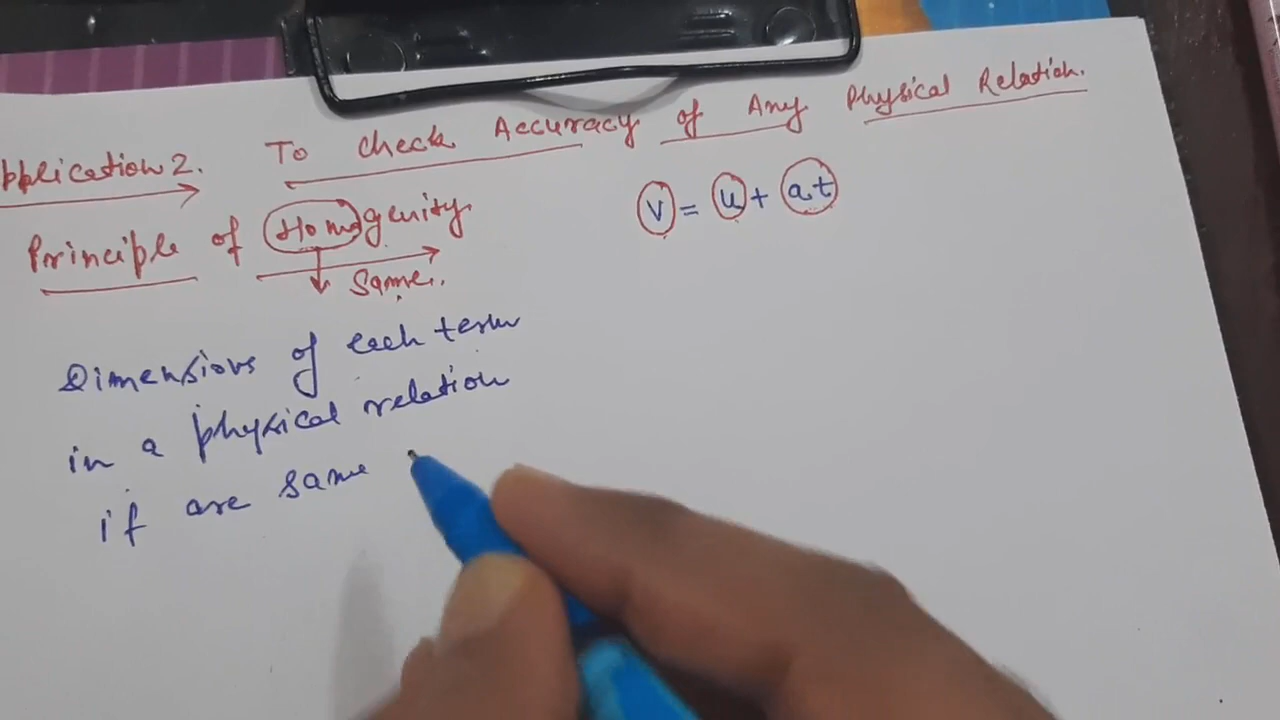 pplication 2. To check Accuracy of Any Physical Relation.
Principle of Homogenity
Same.
v = u + at
Dimensions of each term
in a physical relation
if are same